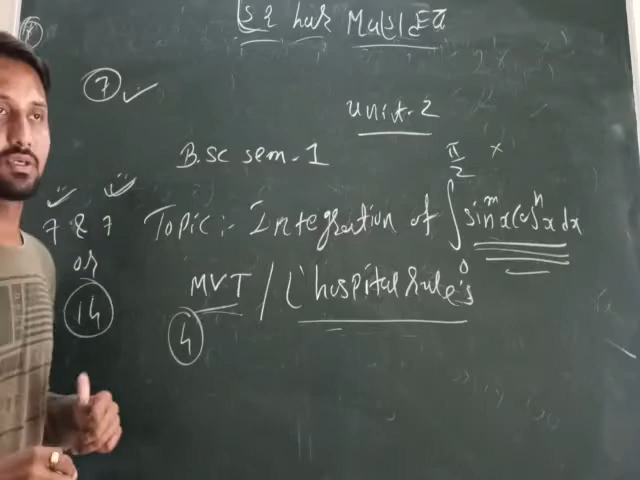 ⑦ ✓
Unit-2
B.Sc sem-1
7 & 7 or ⑭
Topic:- Integration of ∫₀^{π/2} sin^m x cos^n x dx
MVT / L'hospital Rule's
④